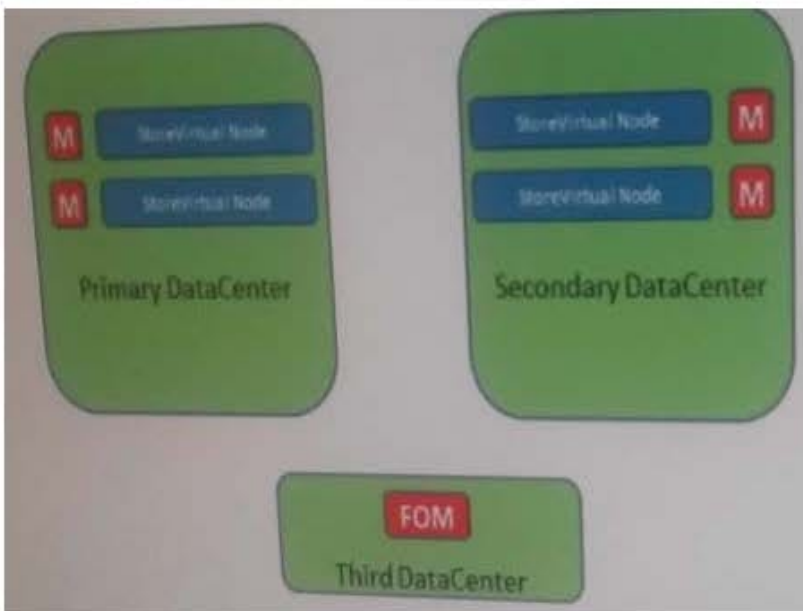 M StoreVirtual Node
M StoreVirtual Node
Primary DataCenter
StoreVirtual Node M
StoreVirtual Node M
Secondary DataCenter
FOM
Third DataCenter